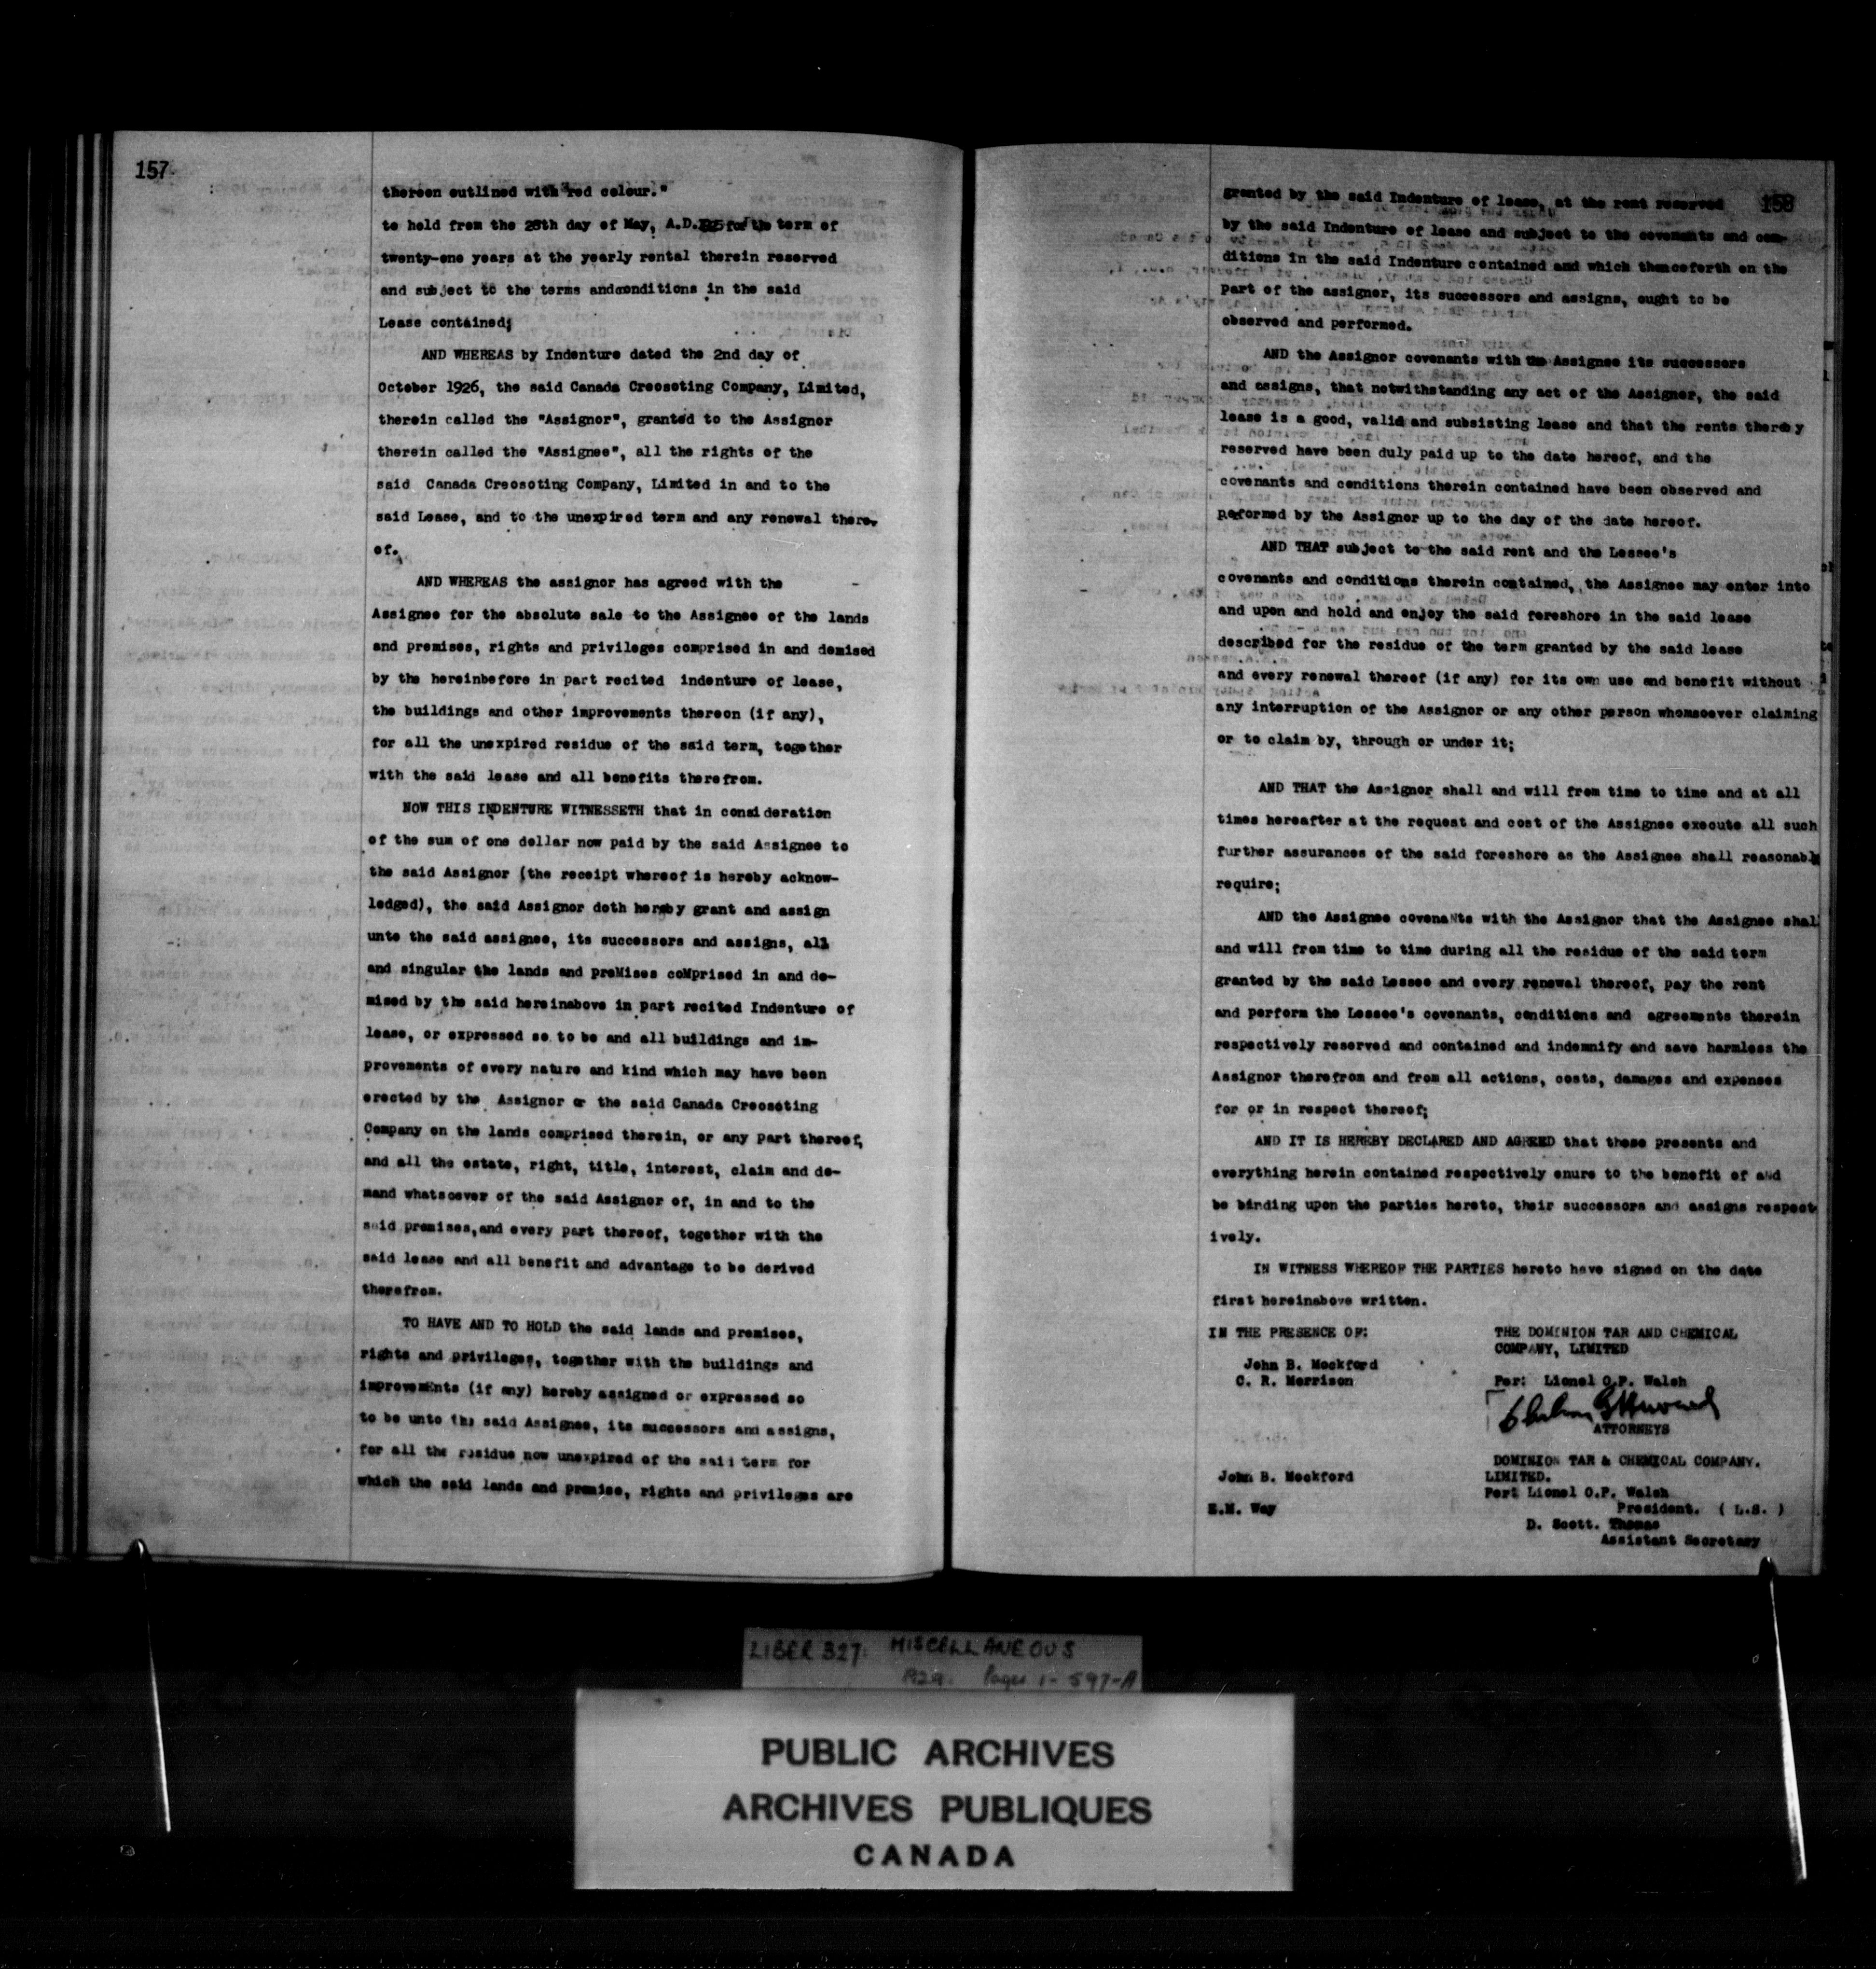 157
thereon outlined with red colour."
to hold from the 28th day of May, A.D. for the term of
twenty-one years at the yearly rental therein reserved
and subject to the terms andconditions in the said
Lease contained;
AND WHEREAS by Indenture dated the 2nd day of
October 1926, the said Canada Creosoting Company, Limited,
therein called the "Assignor", granted to the Assignor
therein called the "Assignee", all the rights of the
said Canada Creosoting Company, Limited in and to the
said Lease, and to the unexpired term and any renewal there-
of.
AND WHEREAS the assignor has agreed with the
Assignee for the absolute sale to the Assignee of the lands
and premises, rights and privileges comprised in and demised
by the hereinbefore in part recited indenture of lease,
the buildings and other improvements thereon (if any),
for all the unexpired residue of the said term, together
with the said lease and all benefits therefrom.
NOW THIS INDENTURE WITNESSETH that in consideration
of the sum of one dollar now paid by the said Assignee to
the said Assignor (the receipt whereof is hereby acknow-
ledged), the said Assignor doth hereby grant and assign
unto the said assignee, its successors and assigns, all
and singular the lands and preMises coMprised in and de-
mised by the said hereinabove in part recited Indenture of
lease, or expressed so to be and all buildings and im-
provements of every nature and kind which may have been
erected by the Assignor or the said Canada Creosoting
Company on the lands comprised therein, or any part thereof,
and all the estate, right, title, interest, claim and de-
mand whatsoever of the said Assignor of, in and to the
said premises,and every part thereof, together with the
said lease and all benefit and advantage to be derived
therefrom.
TO HAVE AND TO HOLD the said lands and premises,
rights and privileges, together with the buildings and
improvemEnts (if any) hereby assigned or expressed so
to be unto the said Assignee, its successors and assigns,
for all the residue now unexpired of the said term for
which the said lands and premise, rights and privileges are
158
granted by the said Indenture of lease, at the rent reserved
by the said Indenture of lease and subject to the covenants and con-
ditions in the said Indenture contained and which thenceforth on the
part of the assignor, its successors and assigns, ought to be
observed and performed.
AND the Assignor covenants with the Assignee its successors
and assigns, that notwithstanding any act of the Assignor, the said
lease is a good, valid and subsisting lease and that the rents thereby
reserved have been duly paid up to the date hereof, and the
covenants and conditions therein contained have been observed and
peformed by the Assignor up to the day of the date hereof.
AND THAT subject to the said rent and the Lessee's
covenants and conditions therein contained, the Assignee may enter into
and upon and hold and enjoy the said foreshore in the said lease
described for the residue of the term granted by the said lease
and every renewal thereof (if any) for its own use and benefit without
any interruption of the Assignor or any other person whomsoever claiming
or to claim by, through or under it;
AND THAT the Assignor shall and will from time to time and at all
times hereafter at the request and cost of the Assignee execute all such
further assurances of the said foreshore as the Assignee shall reasonably
require;
AND the Assignee covenaNts with the Assignor that the Assignee shal
and will from time to time during all the residue of the said term
granted by the said Lessee and every renewal thereof, pay the rent
and perform the Lessee's covenants, conditions and agreements therein
respectively reserved and contained and indemnify and save harmless the
Assignor therefrom and from all actions, costs, damages and expenses
for or in respect thereof;
AND IT IS HEREBY DECLARED AND AGREED that these presents and
everything herein contained respectively enure to the benefit of aNd
be binding upon the parties hereto, their successors and assigns respect
ively.
IN WITNESS WHEREOF THE PARTIES hereto have signed on the date
first hereinabove written.
IN THE PRESENCE OF:
THE DOMINION TAR AND CHEMICAL
COMPANY, LIMITED
John B. Mockford
C. R. Morrison
Per: Lionel O.P. Walsh
ATTORNEYS
DOMINION TAR & CHEMICAL COMPANY.
LIMITED.
John B. Mockford
Per: Lionel O.P. Walsh
President. ( L.S. )
E.M. Way
D. Scott. Thomas
Assistant Secretary
LIBER 327. MISCELLANEOUS
1929. Pages 1-597-A
PUBLIC ARCHIVES
ARCHIVES PUBLIQUES
CANADA